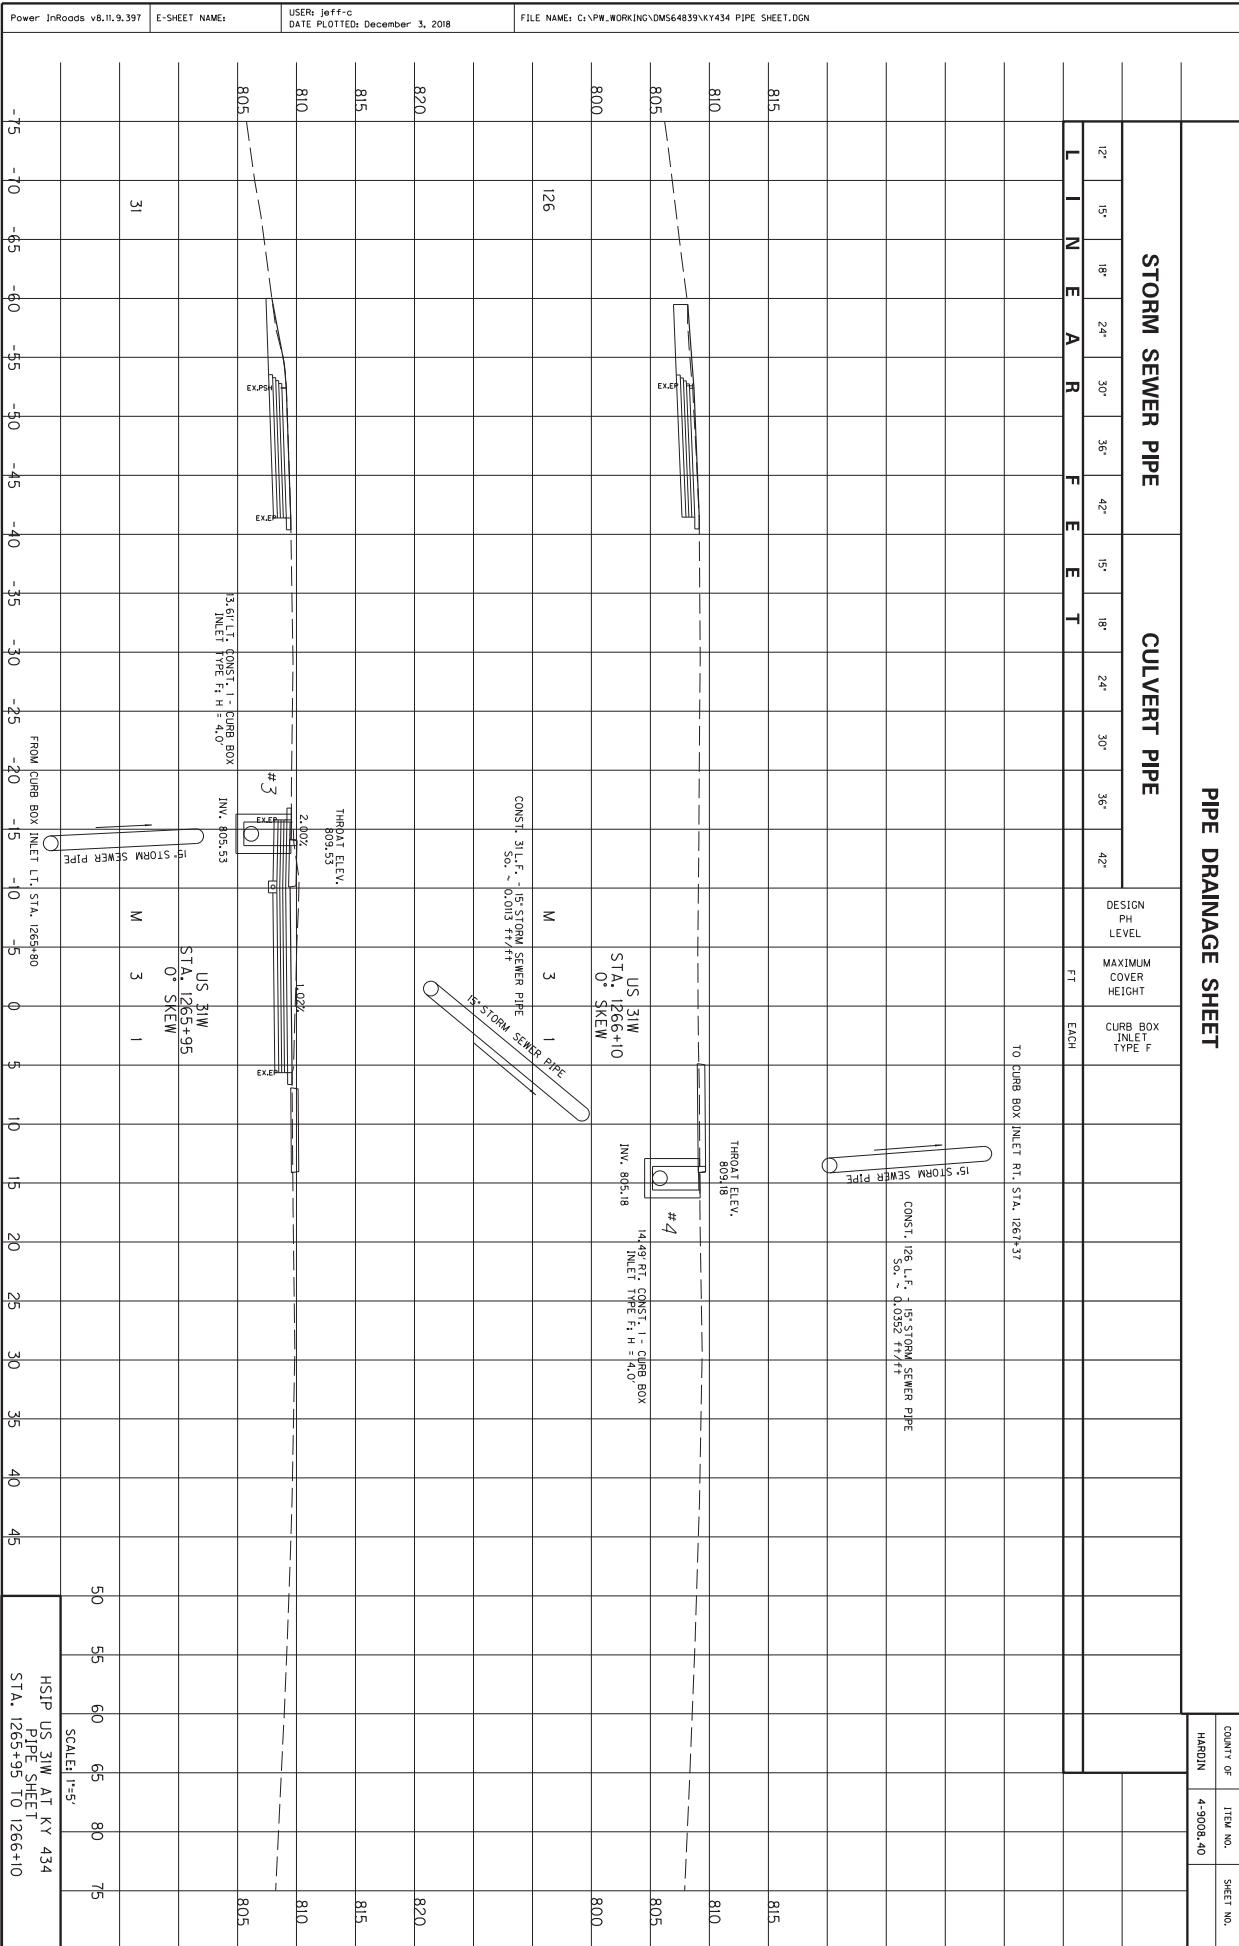 PIPE DRAINAGE SHEET
COUNTY OF
ITEM NO.
SHEET NO.
HARDIN
4-9008.40
STORM SEWER PIPE
CULVERT PIPE
12"
15"
18"
24"
30"
36"
42"
15"
18"
24"
30"
36"
42"
DESIGN
PH
LEVEL
MAXIMUM
COVER
HEIGHT
CURB BOX
INLET
TYPE F
L I N E A R F E E T
FT
EACH
TO CURB BOX INLET RT. STA. 1267+37
15" STORM SEWER PIPE
CONST. 126 L.F. - 15" STORM SEWER PIPE
So. ~ 0.0352 ft/ft
815
810
805
800
815
810
805
800
THROAT ELEV.
809.18
EX.EP
#4
INV. 805.18
14.49' RT. CONST. 1 - CURB BOX
INLET TYPE F; H = 4.0'
US 31W
STA. 1266+10
0° SKEW
126
M
3
1
15" STORM SEWER PIPE
CONST. 31 L.F. - 15" STORM SEWER PIPE
So. ~ 0.0113 ft/ft
820
815
810
805
820
815
810
805
THROAT ELEV.
809.53
2.00%
1.02%
EX.PSH
EX.EP
EX.EP
EX.EP
#3
INV. 805.53
13.61' LT. CONST. 1 - CURB BOX
INLET TYPE F; H = 4.0'
US 31W
STA. 1265+95
0° SKEW
15" STORM SEWER PIPE
31
M
3
1
FROM CURB BOX INLET LT. STA. 1265+80
-75 -70 -65 -60 -55 -50 -45 -40 -35 -30 -25 -20 -15 -10 -5 0 5 10 15 20 25 30 35 40 45
50 55 60 65 80 75
SCALE: 1"=5'
HSIP US 31W AT KY 434
PIPE SHEET
STA. 1265+95 TO 1266+10
Power InRoads v8.11.9.397
E-SHEET NAME:
USER: jeff-c
DATE PLOTTED: December 3, 2018
FILE NAME: C:\PW_WORKING\DMS64839\KY434 PIPE SHEET.DGN